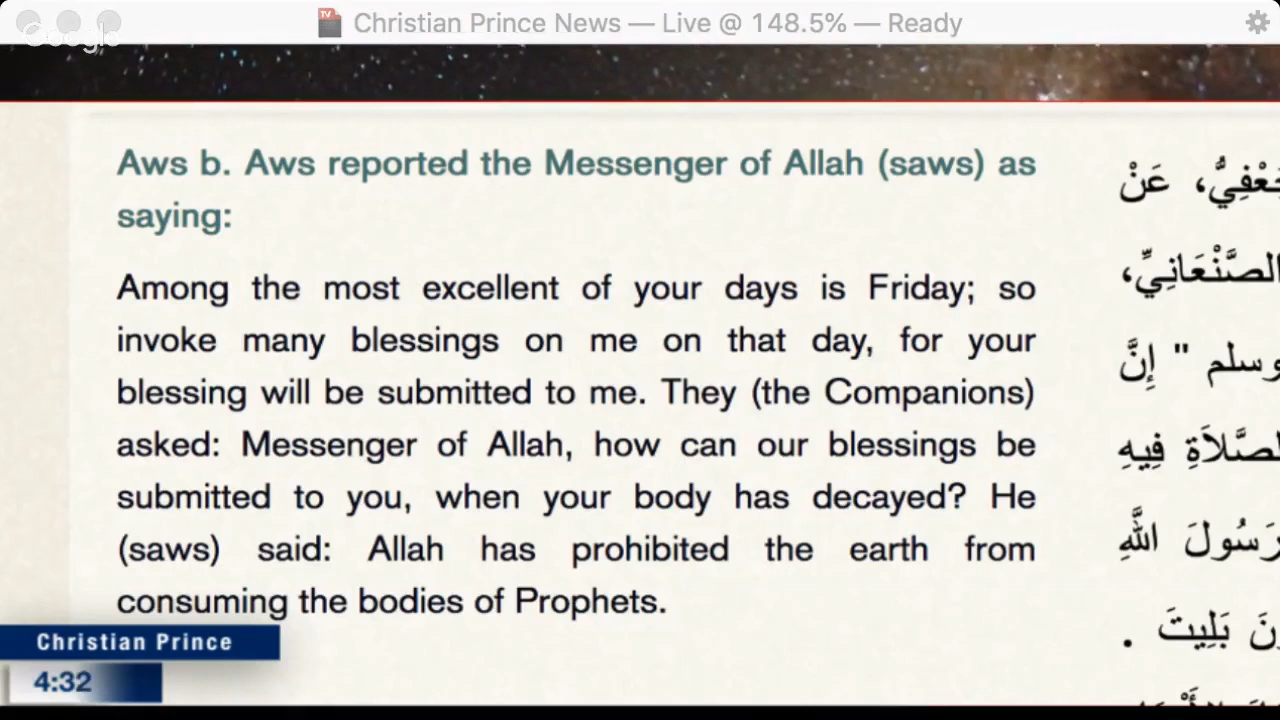 Christian Prince News — Live @ 148.5% — Ready
Google
Aws b. Aws reported the Messenger of Allah (saws) as
saying:
Among the most excellent of your days is Friday; so
invoke many blessings on me on that day, for your
blessing will be submitted to me. They (the Companions)
asked: Messenger of Allah, how can our blessings be
submitted to you, when your body has decayed? He
(saws) said: Allah has prohibited the earth from
consuming the bodies of Prophets.
، عَنْ
الصَّنْعَانِيِّ،
وسلم " إِنَّ
الصَّلاَةِ فِيهِ
رَسُولَ اللَّهِ
بَلِيتَ .
Christian Prince
4:32